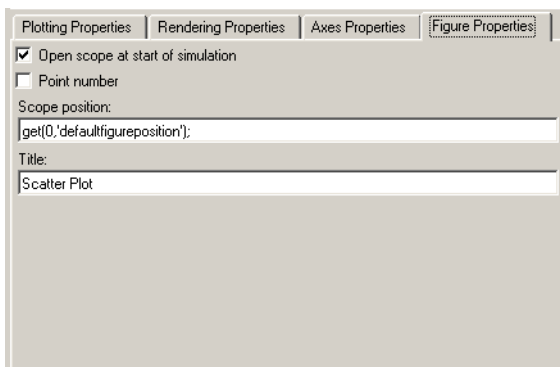 Plotting Properties Rendering Properties Axes Properties Figure Properties
Open scope at start of simulation
Point number
Scope position:
get(0,'defaultfigureposition');
Title:
Scatter Plot